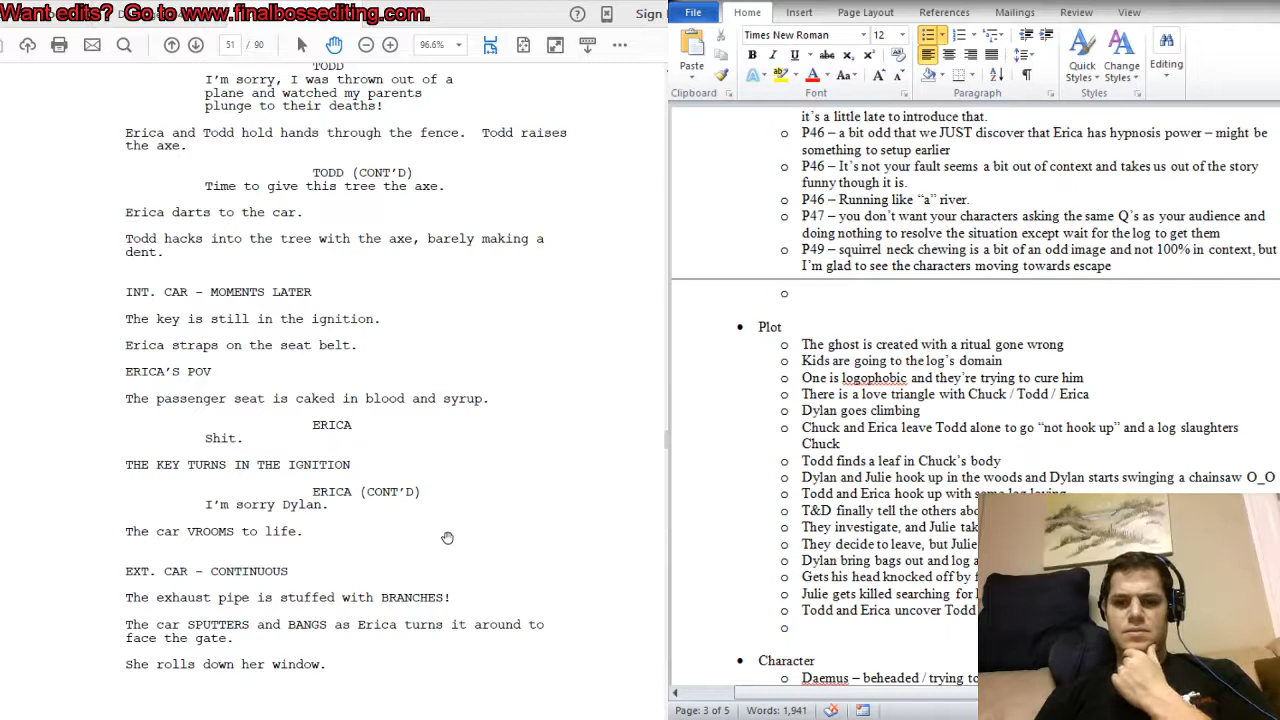 Want edits? Go to www.finalbossediting.com.
Sign
96.6%
TODD
I'm sorry, I was thrown out of a
plane and watched my parents
plunge to their deaths!
Erica and Todd hold hands through the fence. Todd raises
the axe.
TODD (CONT'D)
Time to give this tree the axe.
Erica darts to the car.
Todd hacks into the tree with the axe, barely making a
dent.
INT. CAR - MOMENTS LATER
The key is still in the ignition.
Erica straps on the seat belt.
ERICA'S POV
The passenger seat is caked in blood and syrup.
ERICA
Shit.
THE KEY TURNS IN THE IGNITION
ERICA (CONT'D)
I'm sorry Dylan.
The car VROOMS to life.
EXT. CAR - CONTINUOUS
The exhaust pipe is stuffed with BRANCHES!
The car SPUTTERS and BANGS as Erica turns it around to
face the gate.
She rolls down her window.
File Home Insert Page Layout References Mailings Review View
Times New Roman 12
Paste
Quick Styles
Change Styles
Editing
Clipboard Font Paragraph Styles
it's a little late to introduce that.
o P46 – a bit odd that we JUST discover that Erica has hypnosis power – might be
something to setup earlier
o P46 – It's not your fault seems a bit out of context and takes us out of the story
funny though it is.
o P46 – Running like "a" river.
o P47 – you don't want your characters asking the same Q's as your audience and
doing nothing to resolve the situation except wait for the log to get them
o P49 – squirrel neck chewing is a bit of an odd image and not 100% in context, but
I'm glad to see the characters moving towards escape
o
• Plot
o The ghost is created with a ritual gone wrong
o Kids are going to the log's domain
o One is logophobic and they're trying to cure him
o There is a love triangle with Chuck / Todd / Erica
o Dylan goes climbing
o Chuck and Erica leave Todd alone to go "not hook up" and a log slaughters
Chuck
o Todd finds a leaf in Chuck's body
o Dylan and Julie hook up in the woods and Dylan starts swinging a chainsaw O_O
o Todd and Erica hook up with some log loving
o T&D finally tell the others
o They investigate, and Julie
o They decide to leave, but Julie
o Dylan bring bags out and log
o Gets his head knocked off by
o Julie gets killed searching for
o Todd and Erica uncover Todd
o
• Character
o Daemus – beheaded / trying to
Page: 3 of 5 Words: 1,941